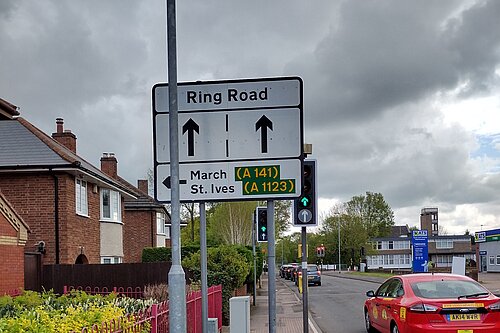 Ring Road
March (A 141)
St. Ives (A 1123)